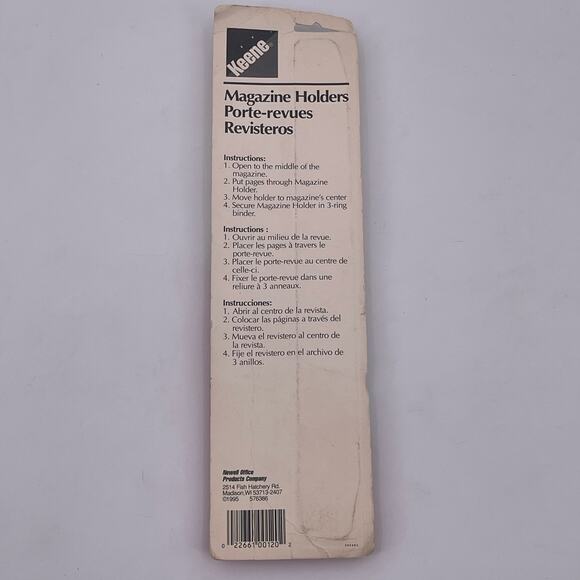 Keene
Magazine Holders
Porte-revues
Revisteros
Instructions:
1. Open to the middle of the
magazine.
2. Put pages through Magazine
Holder.
3. Move holder to magazine's center
4. Secure Magazine Holder in 3-ring
binder.
Instructions :
1. Ouvrir au milieu de la revue.
2. Placer les pages à travers le
porte-revue.
3. Placer le porte-revue au centre de
celle-ci.
4. Fixer le porte-revue dans une
reliure à 3 anneaux.
Instrucciones:
1. Abrir al centro de la revista.
2. Colocar las páginas a través del
revistero.
3. Mueva el revistero al centro de
la revista.
4. Fije el revistero en el archivo de
3 anillos.
Newell Office
Products Company
2514 Fish Hatchery Rd.
Madison, WI 53713-2407
©1995 576386
0 22661 00120 2